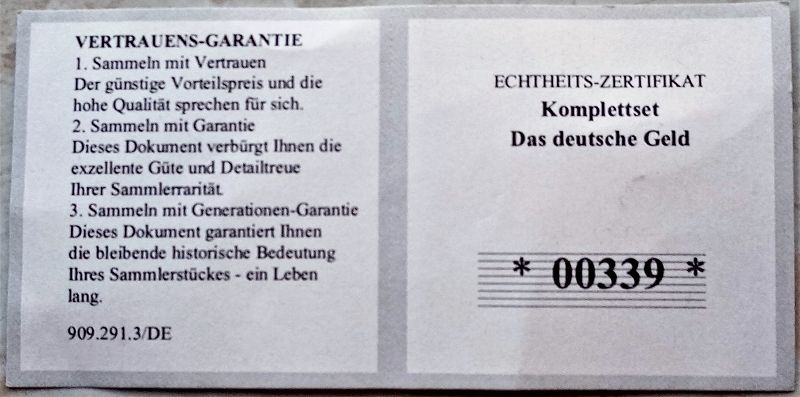 VERTRAUENS-GARANTIE
1. Sammeln mit Vertrauen
Der günstige Vorteilspreis und die
hohe Qualität sprechen für sich.
2. Sammeln mit Garantie
Dieses Dokument verbürgt Ihnen die
exzellente Güte und Detailtreue
Ihrer Sammlerrarität.
3. Sammeln mit Generationen-Garantie
Dieses Dokument garantiert Ihnen
die bleibende historische Bedeutung
Ihres Sammlerstückes - ein Leben
lang.
909.291.3/DE
ECHTHEITS-ZERTIFIKAT
Komplettset
Das deutsche Geld
* 00339 *